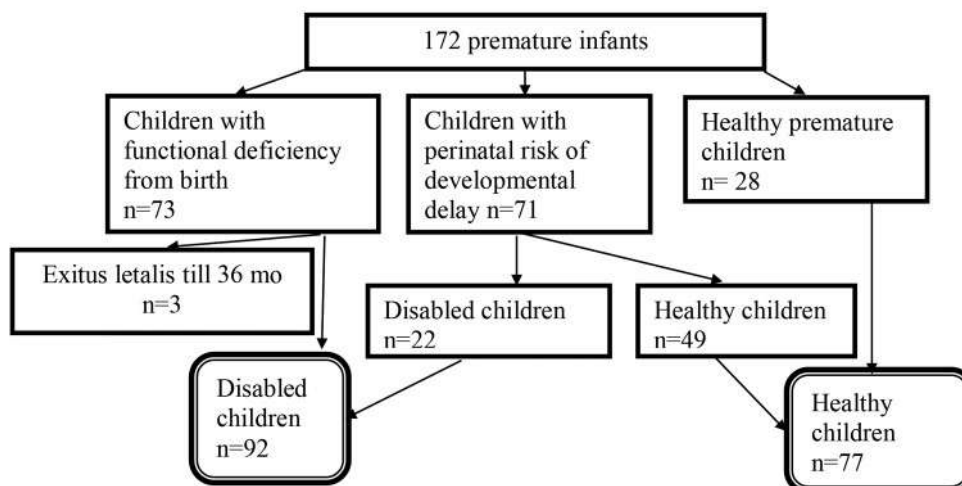 172 premature infants
Children with
functional deficiency
from birth
n=73
Children with
perinatal risk of
developmental
delay n=71
Healthy premature
children
n= 28
Exitus letalis till 36 mo
n=3
Disabled children
n=22
Healthy children
n=49
Disabled
children
n=92
Healthy
children
n=77